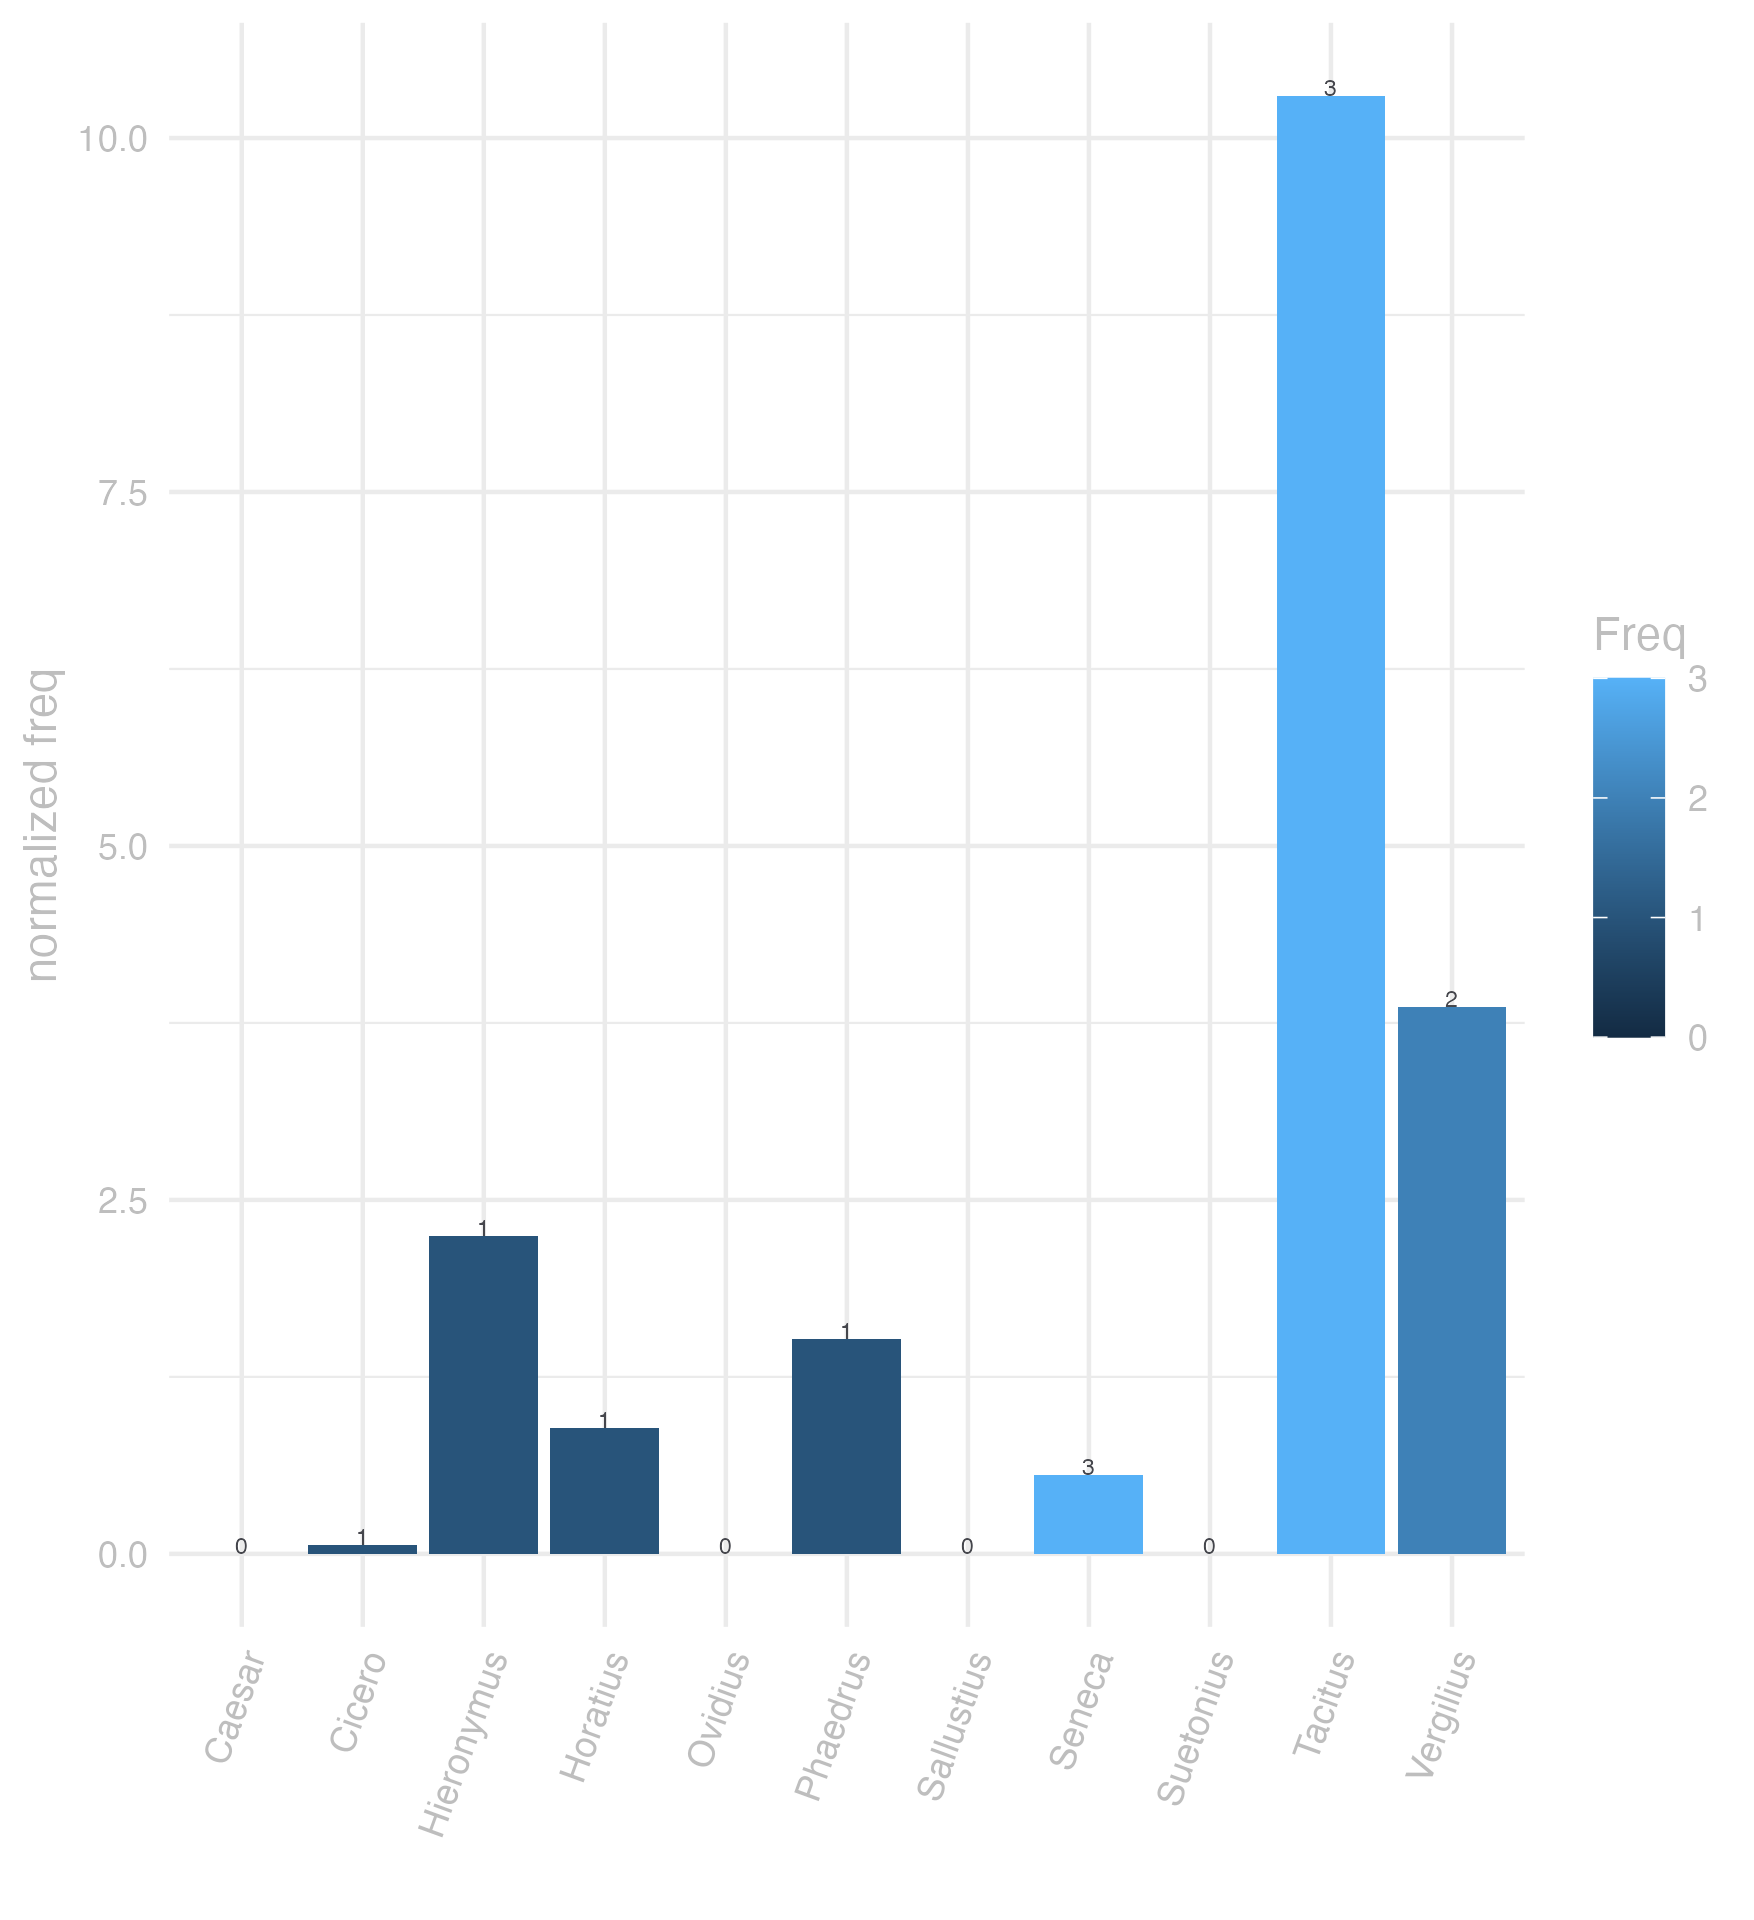 normalized freq
10.0
7.5
5.0
2.5
0.0
0
1
1
1
0
1
0
3
0
3
2
Caesar
Cicero
Hieronymus
Horatius
Ovidius
Phaedrus
Sallustius
Seneca
Suetonius
Tacitus
Vergilius
Freq
3
2
1
0